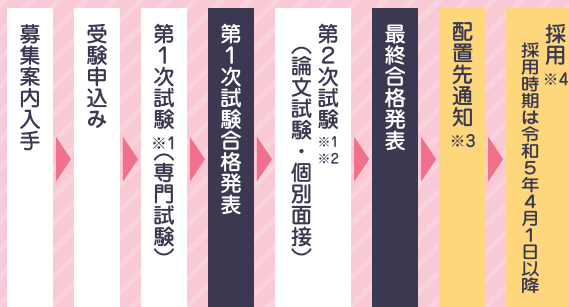 募集案内入手
受験申込み
第1次試験※1(専門試験)
第1次試験合格発表
第2次試験※1※2
(論文試験・個別面接)
最終合格発表
配置先通知※3
採用※4
採用時期は令和5年4月1日以降